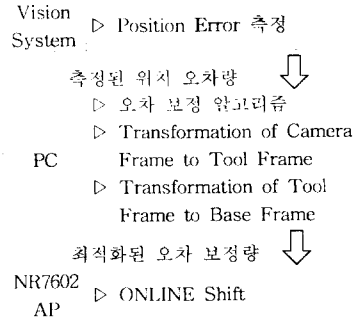 Vision
System
▷ Position Error 측정
측정된 위치 오차량
▷ 오차 보정 알고리즘
▷ Transformation of Camera
Frame to Tool Frame
PC
▷ Transformation of Tool
Frame to Base Frame
최적화된 오차 보정량
NR7602
AP
▷ ONLINE Shift